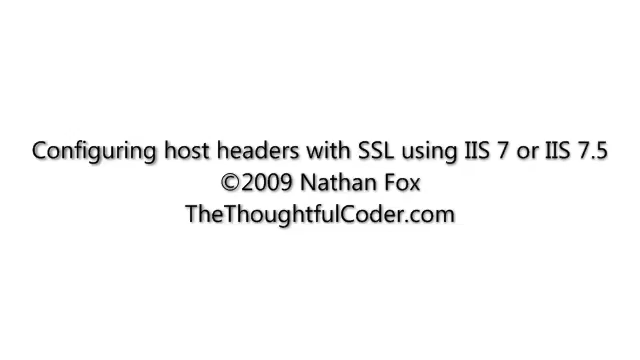 Configuring host headers with SSL using IIS 7 or IIS 7.5
©2009 Nathan Fox
TheThoughtfulCoder.com